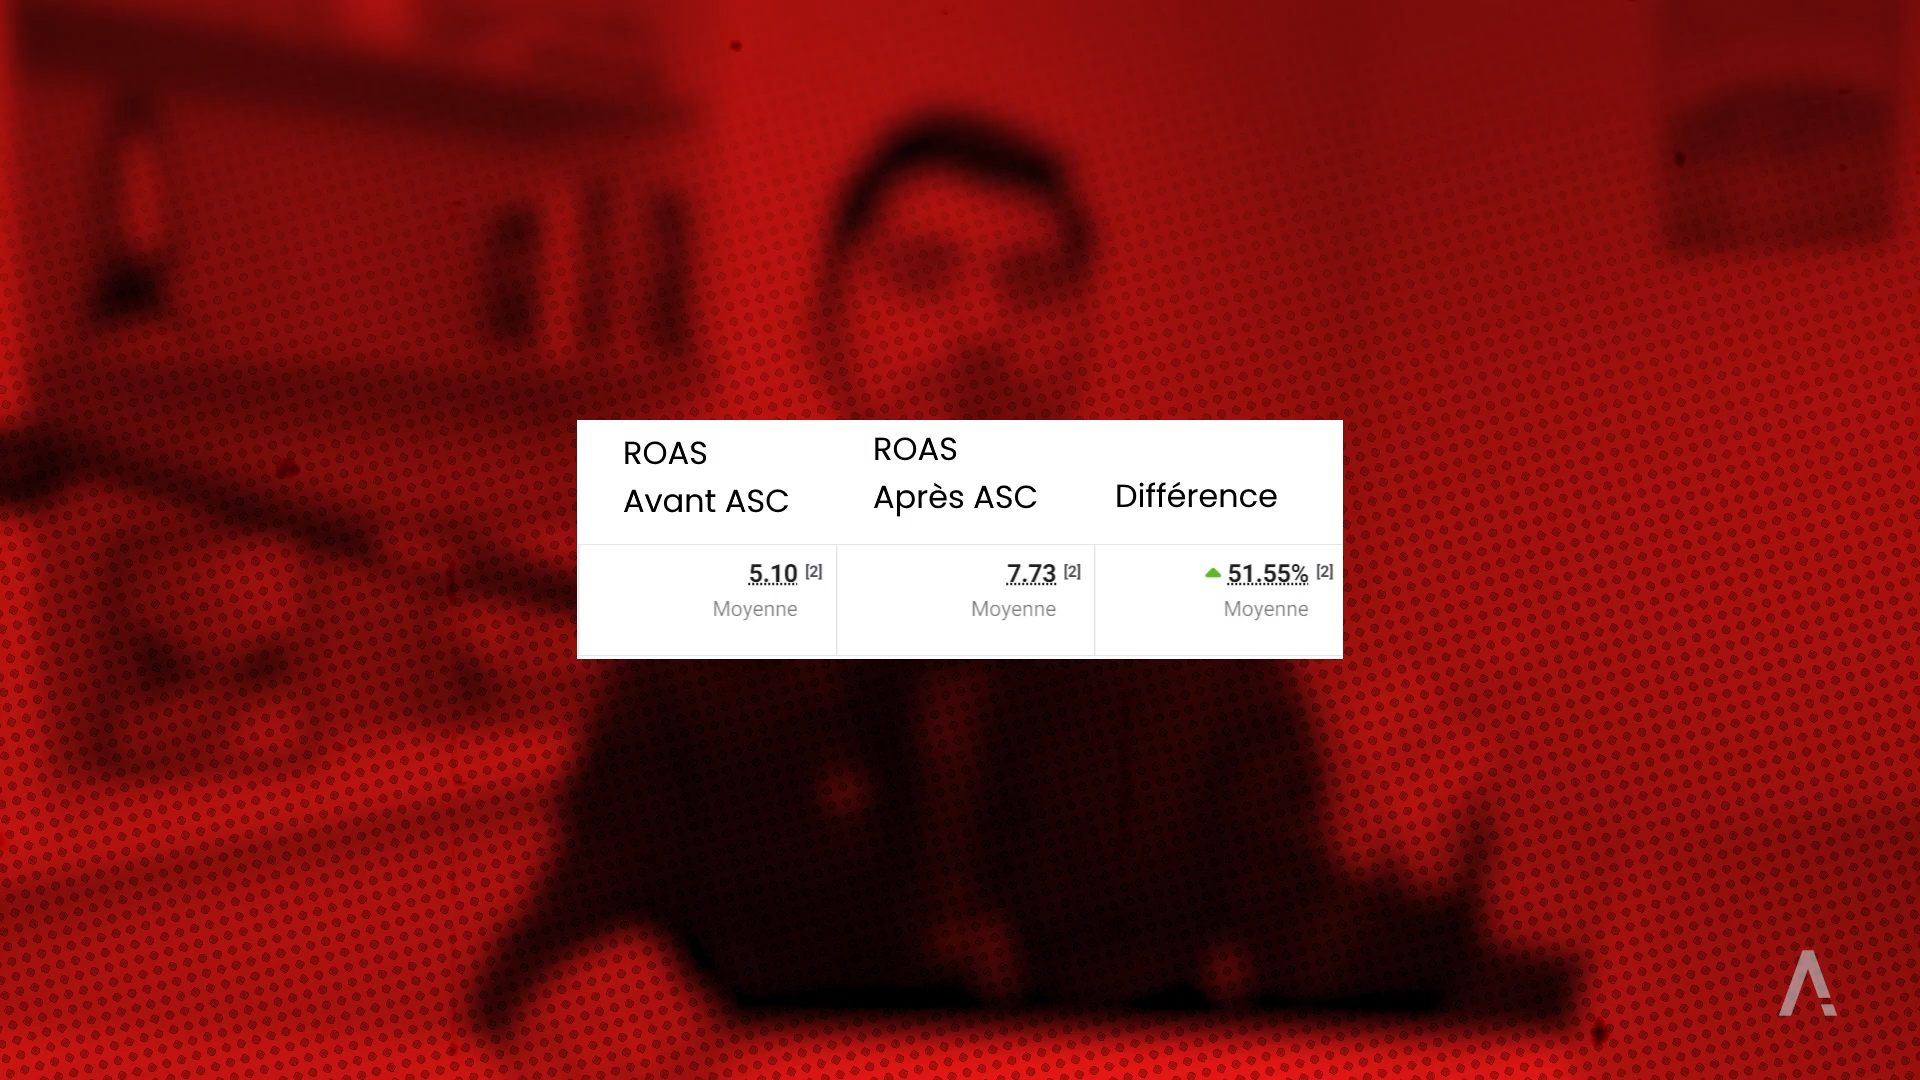 ROAS
Avant ASC
ROAS
Après ASC
Différence
5.10 [2]
Moyenne
7.73 [2]
Moyenne
51.55% [2]
Moyenne